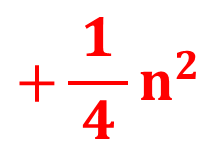 + 1/4 n²